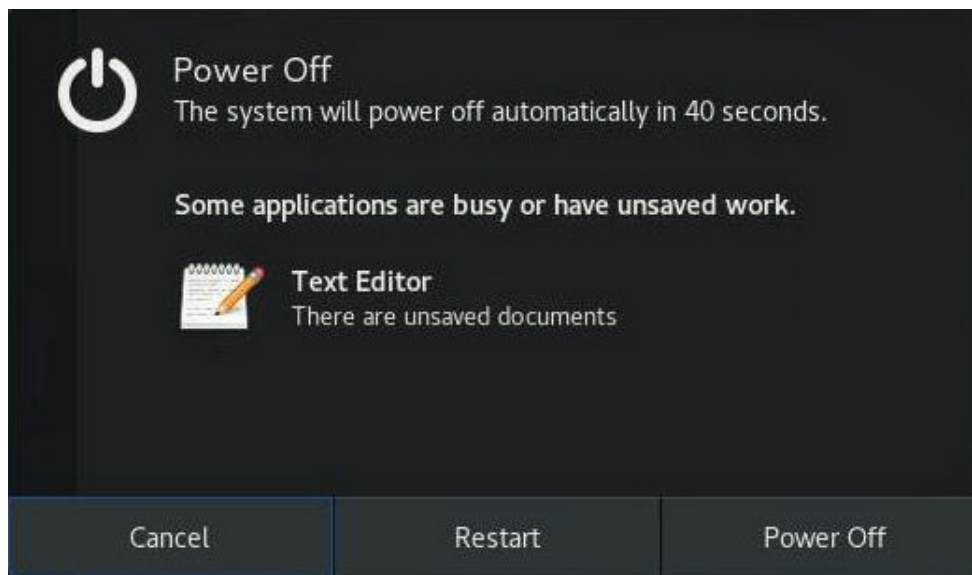 Power Off
The system will power off automatically in 40 seconds.
Some applications are busy or have unsaved work.
Text Editor
There are unsaved documents
Cancel
Restart
Power Off